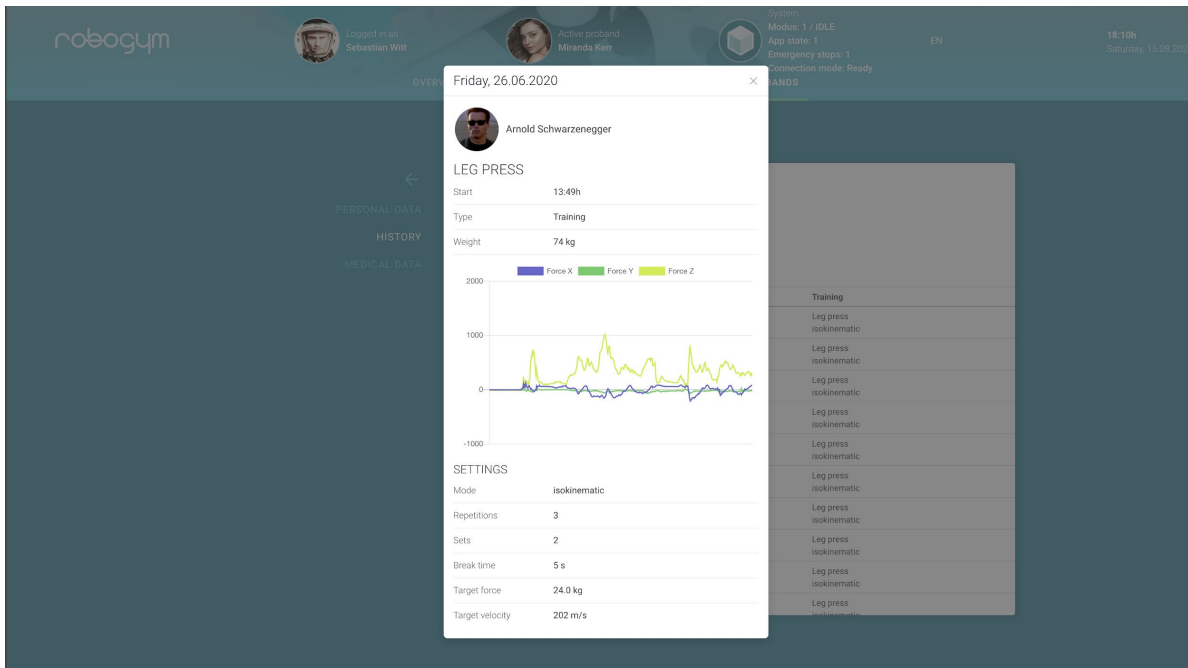 robogym
Logged in as
Sebastian Witt
Active proband
Miranda Kerr
System
Modus: 1 / IDLE
App state: 1
Emergency stops: 1
Connection mode: Ready
EN
18:10h
Saturday, 15.08.202
OVERV
ANDS
Friday, 26.06.2020
×
Arnold Schwarzenegger
LEG PRESS
Start 13:49h
Type Training
Weight 74 kg
Force X Force Y Force Z
2000
1000
0
-1000
SETTINGS
Mode isokinematic
Repetitions 3
Sets 2
Break time 5 s
Target force 24.0 kg
Target velocity 202 m/s
PERSONAL DATA
HISTORY
MEDICAL DATA
Training
Leg press
isokinematic
Leg press
isokinematic
Leg press
isokinematic
Leg press
isokinematic
Leg press
isokinematic
Leg press
isokinematic
Leg press
isokinematic
Leg press
isokinematic
Leg press
isokinematic
Leg press